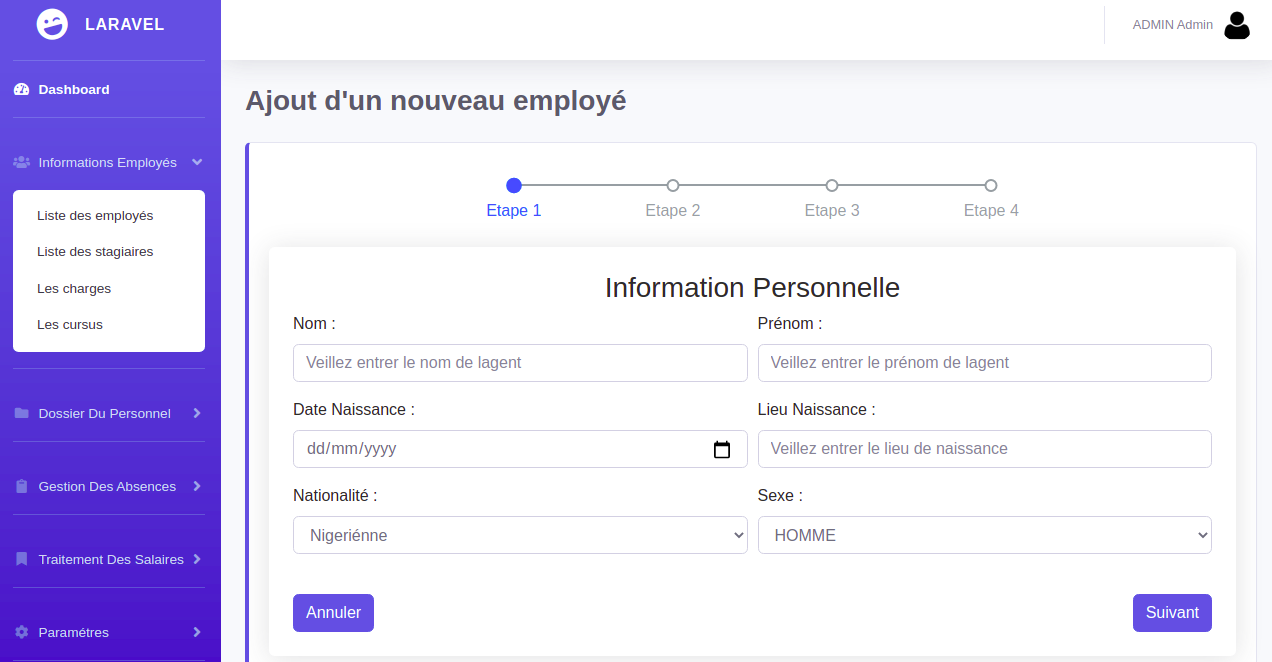 LARAVEL
ADMIN Admin
Dashboard
Informations Employés
Liste des employés
Liste des stagiaires
Les charges
Les cursus
Dossier Du Personnel
Gestion Des Absences
Traitement Des Salaires
Paramétres
Ajout d'un nouveau employé
Etape 1 Etape 2 Etape 3 Etape 4
Information Personnelle
Nom : Prénom :
Veillez entrer le nom de lagent Veillez entrer le prénom de lagent
Date Naissance : Lieu Naissance :
dd/mm/yyyy Veillez entrer le lieu de naissance
Nationalité : Sexe :
Nigeriénne HOMME
Annuler Suivant